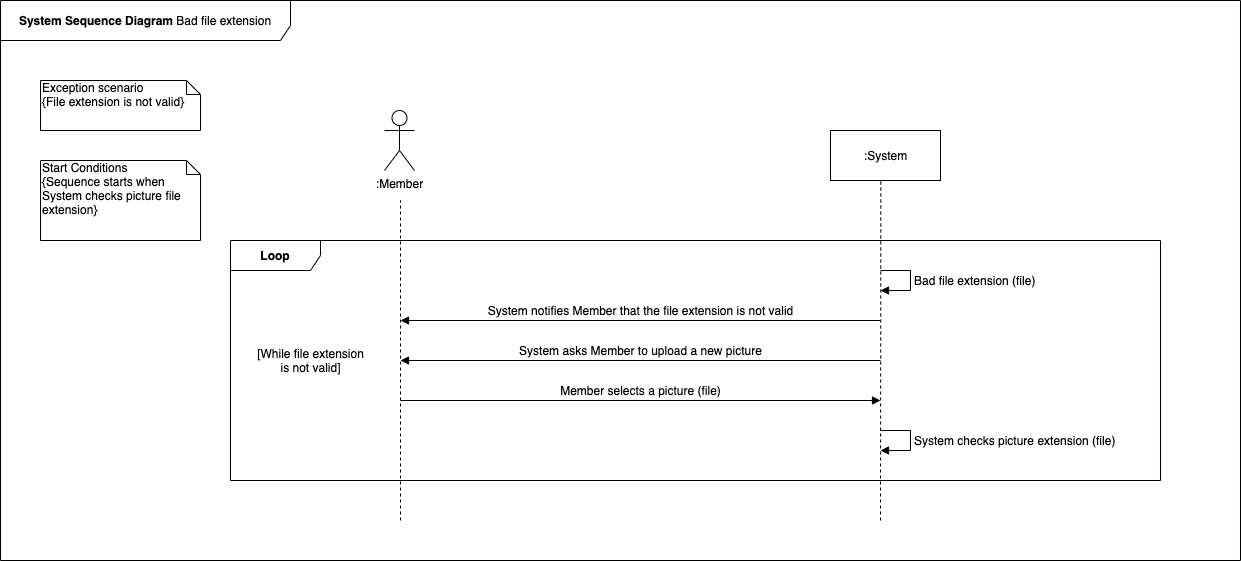 System Sequence Diagram Bad file extension
Exception scenario
{File extension is not valid}
Start Conditions
{Sequence starts when
System checks picture file
extension}
:Member
:System
Loop
Bad file extension (file)
System notifies Member that the file extension is not valid
[While file extension
is not valid]
System asks Member to upload a new picture
Member selects a picture (file)
System checks picture extension (file)